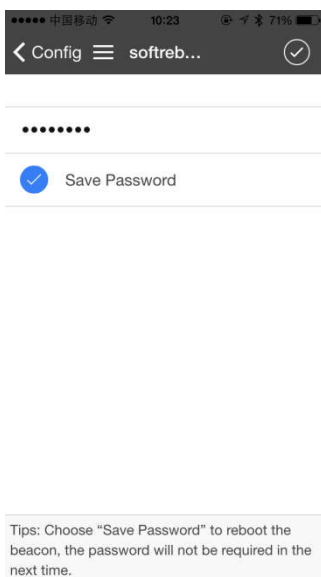 中国移动 10:23 71%
Config softreb...
••••••••
Save Password
Tips: Choose “Save Password” to reboot the
beacon, the password will not be required in the
next time.